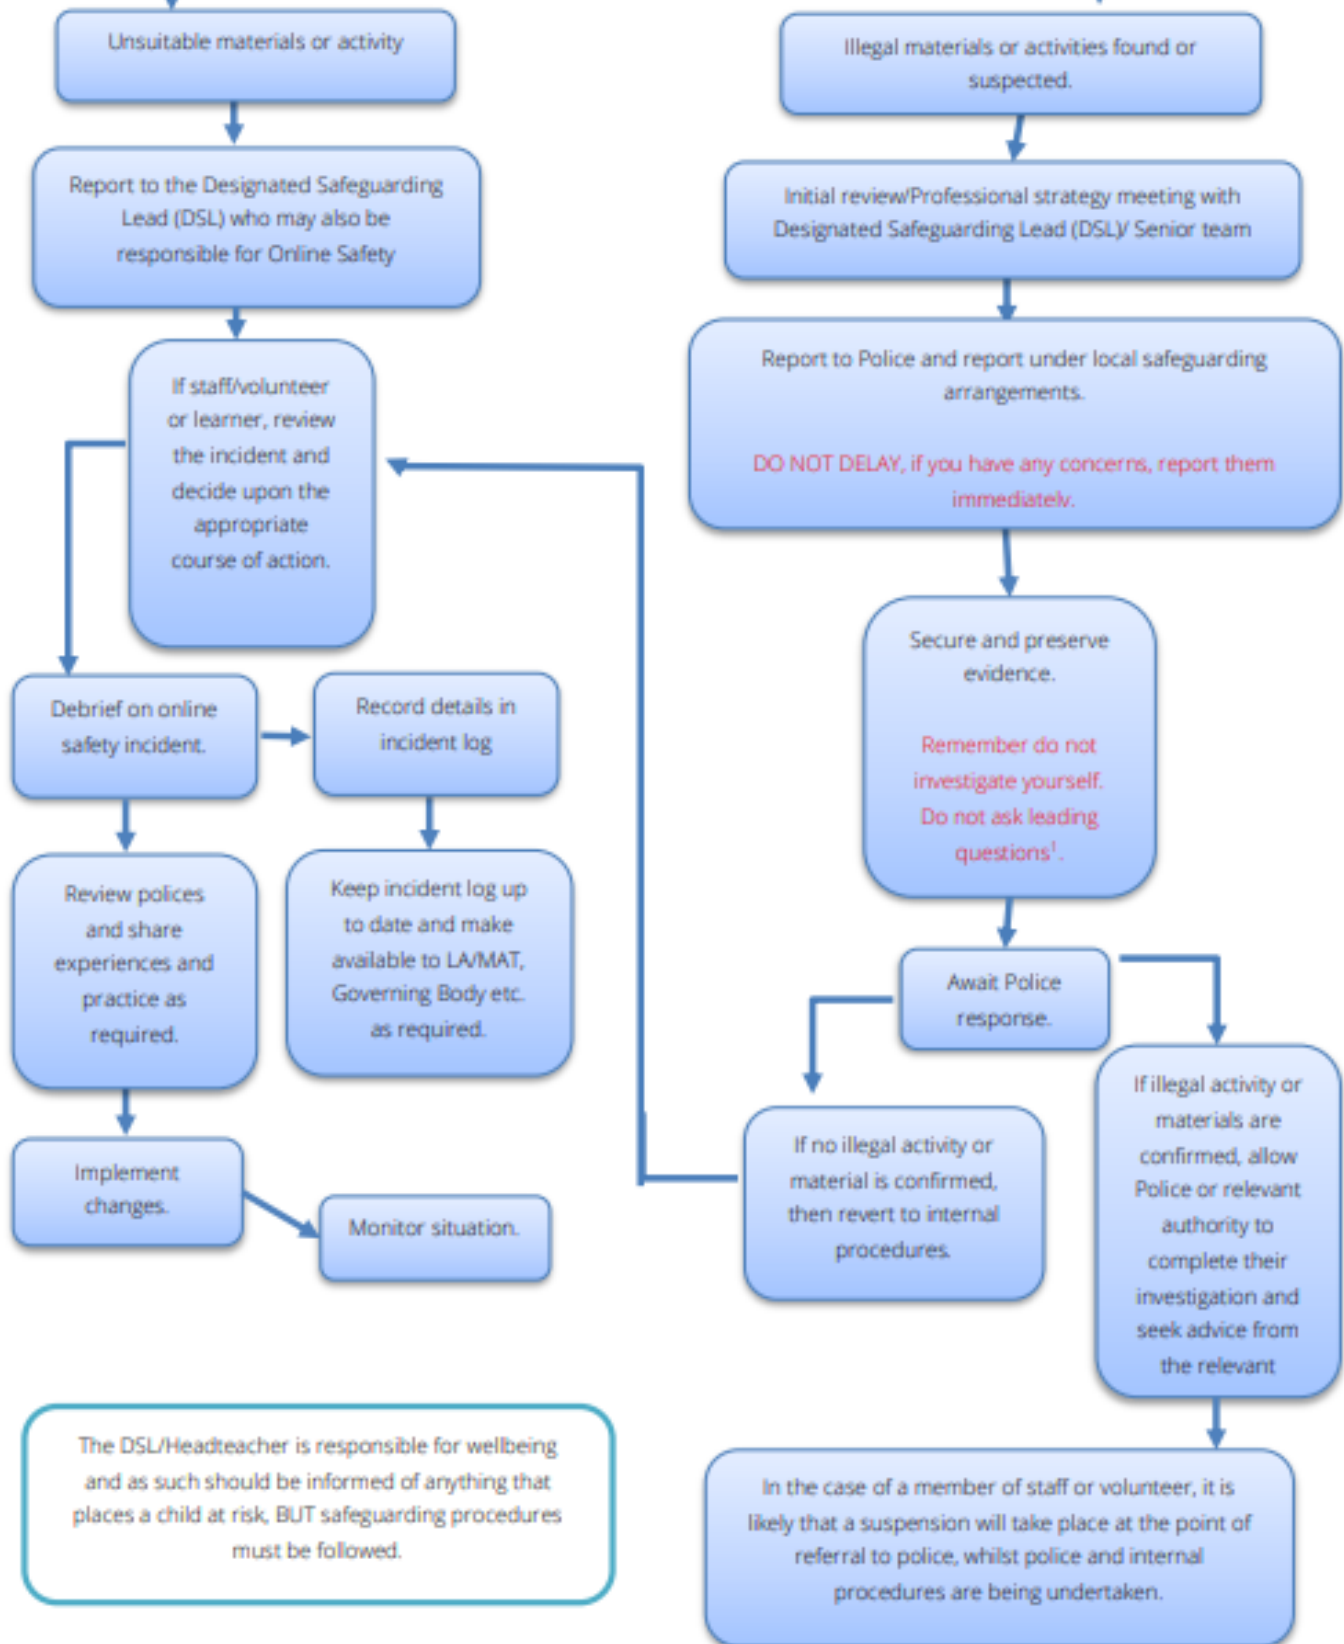 Unsuitable materials or activity
Report to the Designated Safeguarding
Lead (DSL) who may also be
responsible for Online Safety
If staff/volunteer
or learner, review
the incident and
decide upon the
appropriate
course of action.
Debrief on online
safety incident.
Record details in
incident log
Review polices
and share
experiences and
practice as
required.
Keep incident log up
to date and make
available to LA/MAT,
Governing Body etc.
as required.
Implement
changes.
Monitor situation.
The DSL/Headteacher is responsible for wellbeing
and as such should be informed of anything that
places a child at risk, BUT safeguarding procedures
must be followed.
Illegal materials or activities found or
suspected.
Initial review/Professional strategy meeting with
Designated Safeguarding Lead (DSL)/ Senior team
Report to Police and report under local safeguarding
arrangements.
DO NOT DELAY, if you have any concerns, report them
immediately.
Secure and preserve
evidence.
Remember do not
investigate yourself.
Do not ask leading
questions¹.
Await Police
response.
If no illegal activity or
material is confirmed,
then revert to internal
procedures.
If illegal activity or
materials are
confirmed, allow
Police or relevant
authority to
complete their
investigation and
seek advice from
the relevant
In the case of a member of staff or volunteer, it is
likely that a suspension will take place at the point of
referral to police, whilst police and internal
procedures are being undertaken.